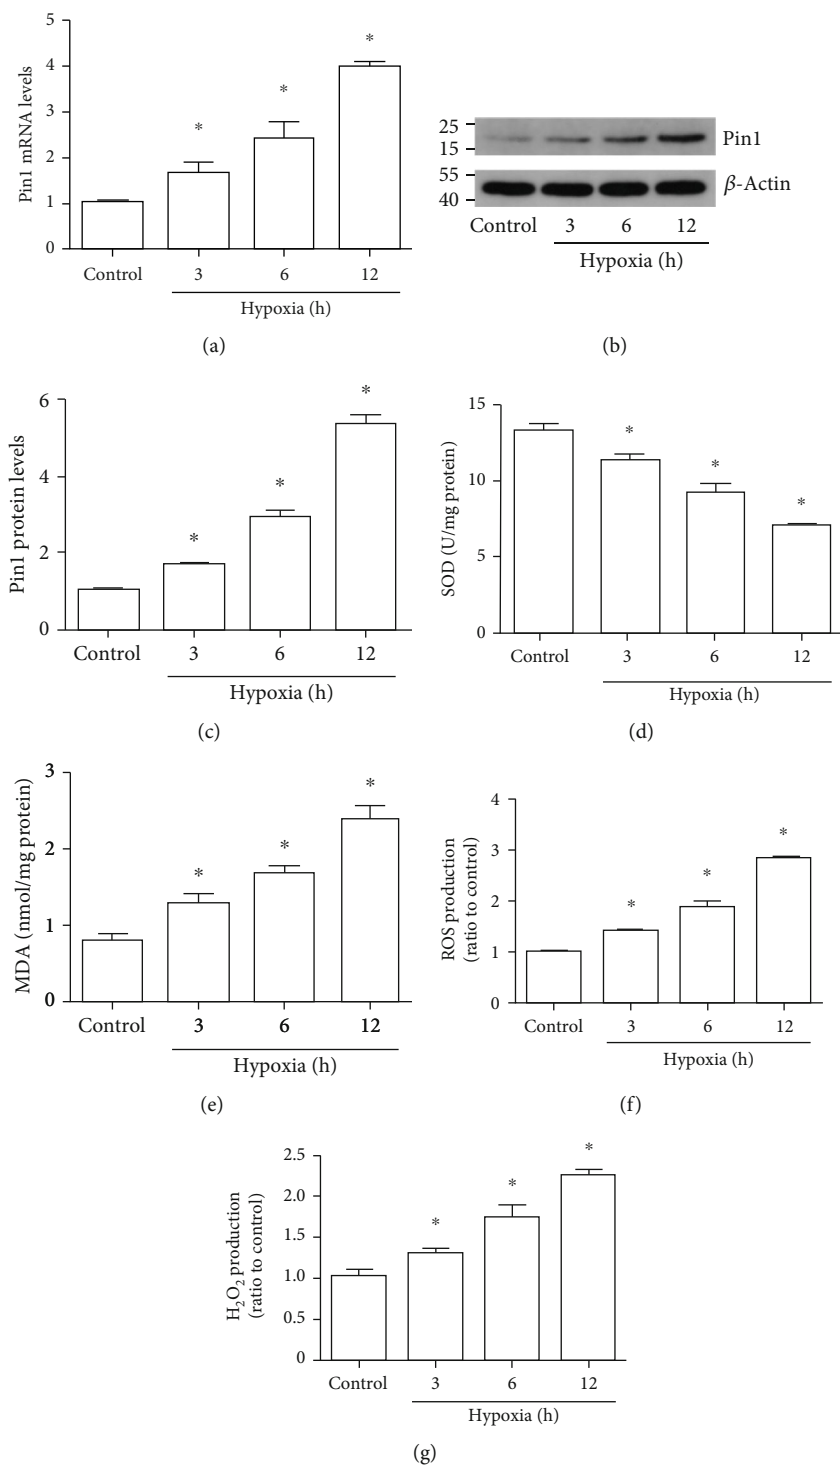 5
4
3
2
1
0
Pin1 mRNA levels
*
*
*
Control
3
6
12
Hypoxia (h)
(a)
25
15
Pin1
55
40
β-Actin
Control
3
6
12
Hypoxia (h)
(b)
6
4
2
0
Pin1 protein levels
*
*
*
Control
3
6
12
Hypoxia (h)
(c)
15
10
5
0
SOD (U/mg protein)
*
*
*
Control
3
6
12
Hypoxia (h)
(d)
3
2
1
0
MDA (nmol/mg protein)
*
*
*
Control
3
6
12
Hypoxia (h)
(e)
4
3
2
1
0
ROS production
(ratio to control)
*
*
*
Control
3
6
12
Hypoxia (h)
(f)
2.5
2.0
1.5
1.0
0.5
0
H₂O₂ production
(ratio to control)
*
*
*
Control
3
6
12
Hypoxia (h)
(g)